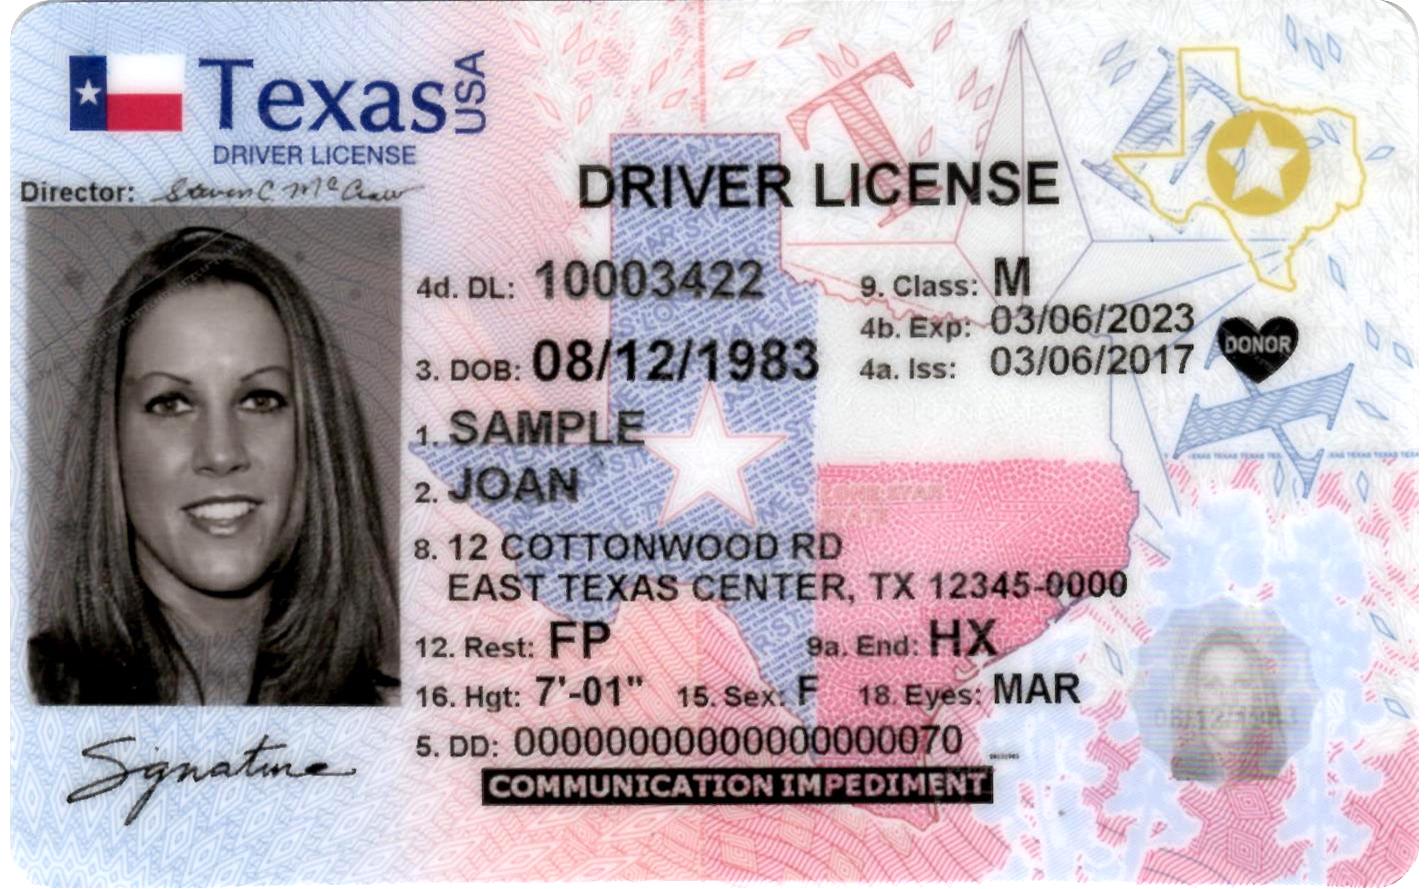 Texas USA
DRIVER LICENSE
Director: Steven C McCraw
DRIVER LICENSE
4d. DL: 10003422
9. Class: M
4b. Exp: 03/06/2023
3. DOB: 08/12/1983
4a. Iss: 03/06/2017
DONOR
1. SAMPLE
2. JOAN
8. 12 COTTONWOOD RD
EAST TEXAS CENTER, TX 12345-0000
12. Rest: FP
9a. End: HX
16. Hgt: 7'-01" 15. Sex: F 18. Eyes: MAR
5. DD: 00000000000000000000070
COMMUNICATION IMPEDIMENT
Signature
08/12/1983